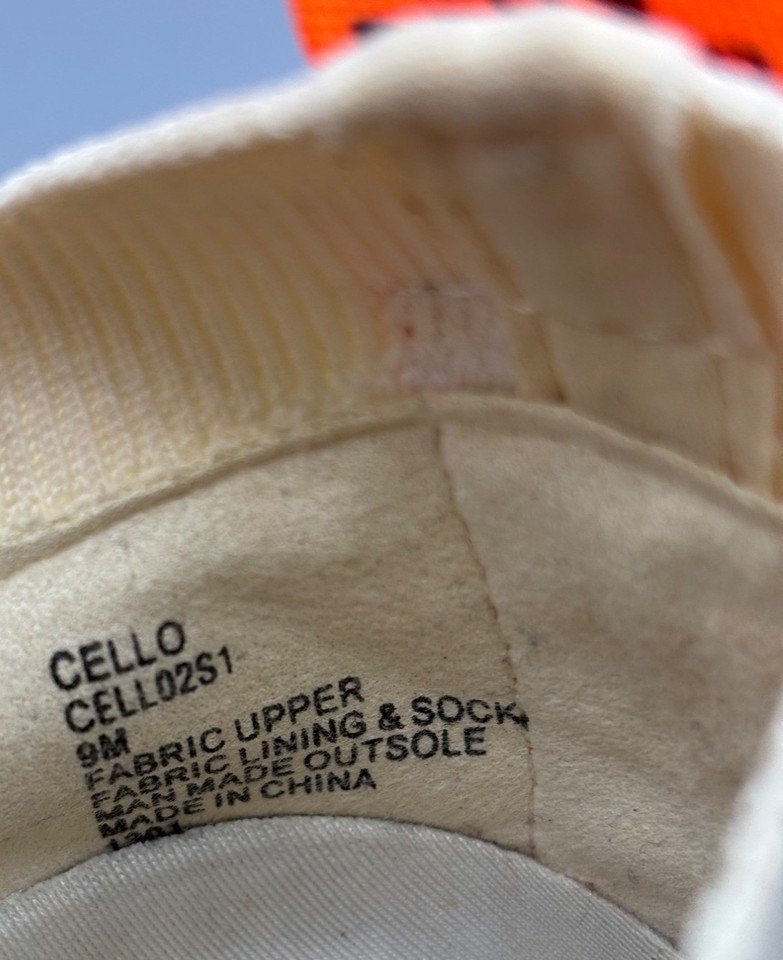 CELLO
CELL02S1
9M
FABRIC UPPER
FABRIC LINING & SOCK
MAN MADE OUTSOLE
MADE IN CHINA